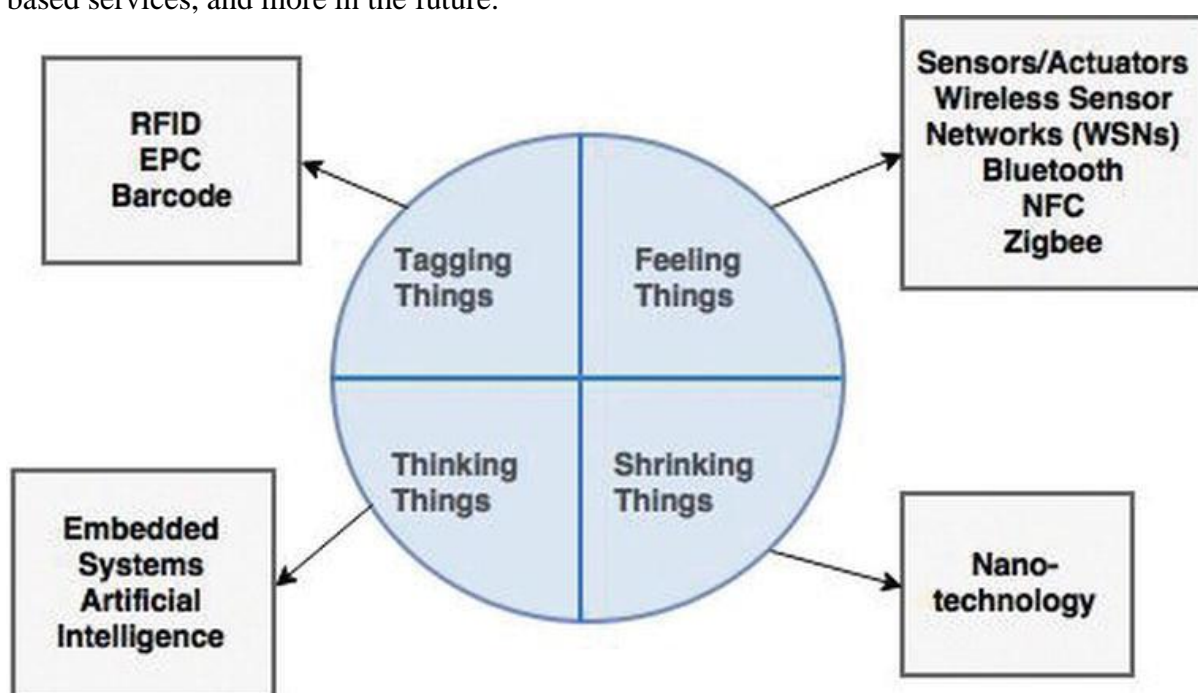 based services, and more in the future.
RFID
EPC
Barcode
Sensors/Actuators
Wireless Sensor
Networks (WSNs)
Bluetooth
NFC
Zigbee
Tagging
Things
Feeling
Things
Thinking
Things
Shrinking
Things
Embedded
Systems
Artificial
Intelligence
Nano-
technology